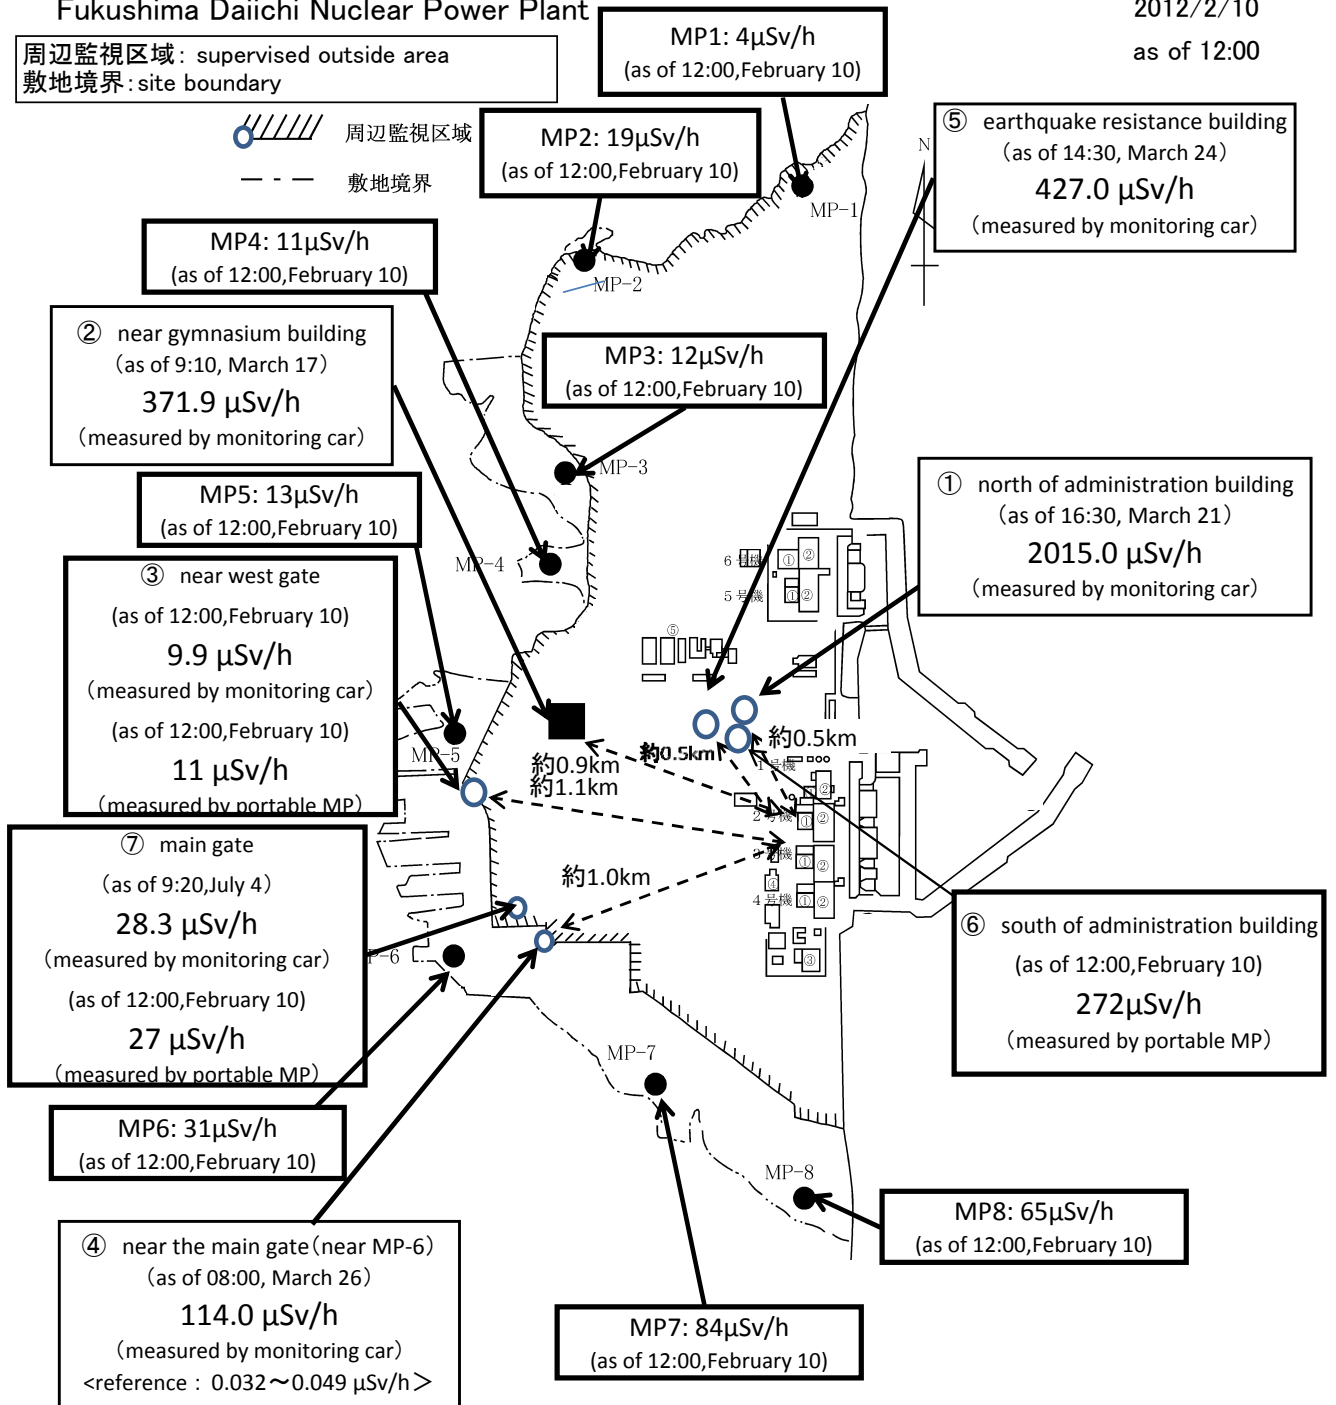 Fukushima Daiichi Nuclear Power Plant
2012/2/10
as of 12:00
周辺監視区域: supervised outside area
敷地境界:site boundary
周辺監視区域
敷地境界
MP1: 4μSv/h
(as of 12:00,February 10)
MP2: 19μSv/h
(as of 12:00,February 10)
⑤ earthquake resistance building
(as of 14:30, March 24)
427.0 μSv/h
(measured by monitoring car)
N
MP-1
MP4: 11μSv/h
(as of 12:00,February 10)
MP-2
② near gymnasium building
(as of 9:10, March 17)
371.9 μSv/h
(measured by monitoring car)
MP3: 12μSv/h
(as of 12:00,February 10)
MP-3
① north of administration building
(as of 16:30, March 21)
2015.0 μSv/h
(measured by monitoring car)
MP5: 13μSv/h
(as of 12:00,February 10)
MP-4
6号機
① ②
5号機
① ②
③ near west gate
(as of 12:00,February 10)
9.9 μSv/h
(measured by monitoring car)
(as of 12:00,February 10)
11 μSv/h
(measured by portable MP)
⑤
MP-5
約0.5km
約0.5km
約0.9km
約1.1km
1号機
②
2号機
① ②
3号機
① ②
④
4号機
① ②
③
約1.0km
⑦ main gate
(as of 9:20,July 4)
28.3 μSv/h
(measured by monitoring car)
(as of 12:00,February 10)
27 μSv/h
(measured by portable MP)
P-6
⑥ south of administration building
(as of 12:00,February 10)
272μSv/h
(measured by portable MP)
MP-7
MP6: 31μSv/h
(as of 12:00,February 10)
MP-8
MP8: 65μSv/h
(as of 12:00,February 10)
④ near the main gate(near MP-6)
(as of 08:00, March 26)
114.0 μSv/h
(measured by monitoring car)
<reference : 0.032～0.049 μSv/h>
MP7: 84μSv/h
(as of 12:00,February 10)